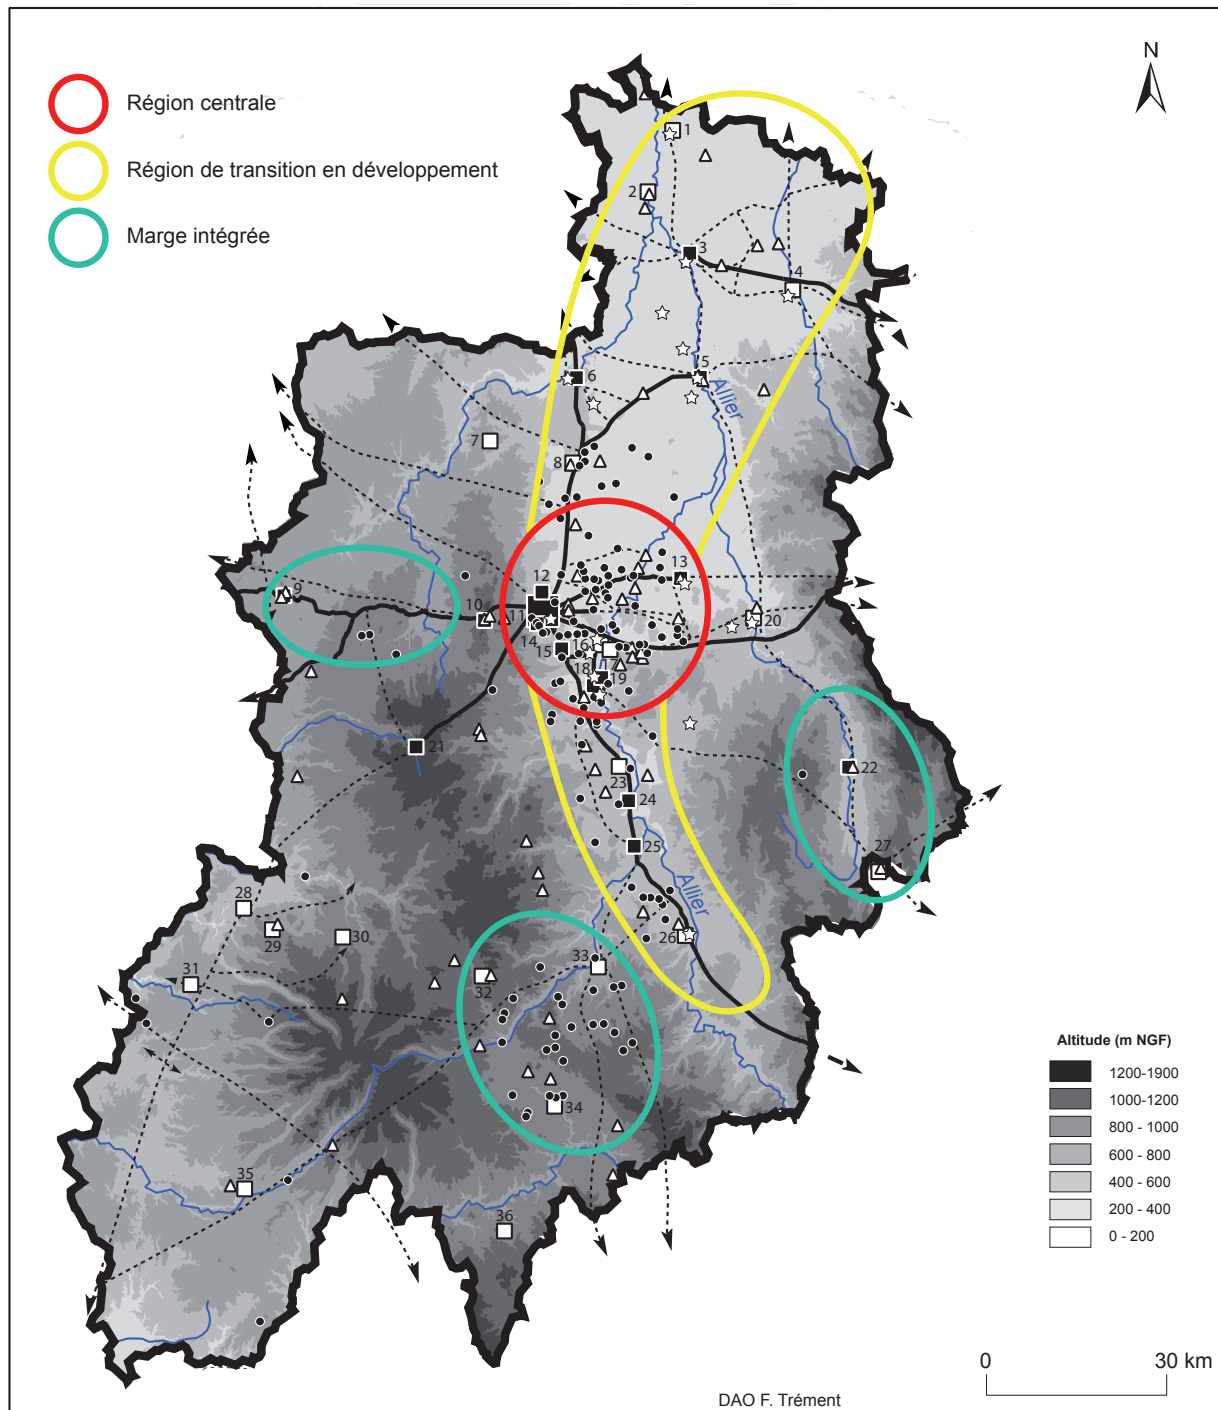 N
Région centrale
Région de transition en développement
Marge intégrée
1
2
3
4
5
6
Allier
7
8
9
10
11
12
13
14
15
16
17
18
19
20
21
22
23
24
25
26
27
Allier
28
29
30
31
32
33
34
35
36
Altitude (m NGF)
1200-1900
1000-1200
800 - 1000
600 - 800
400 - 600
200 - 400
0 - 200
0 30 km
DAO F. Trément